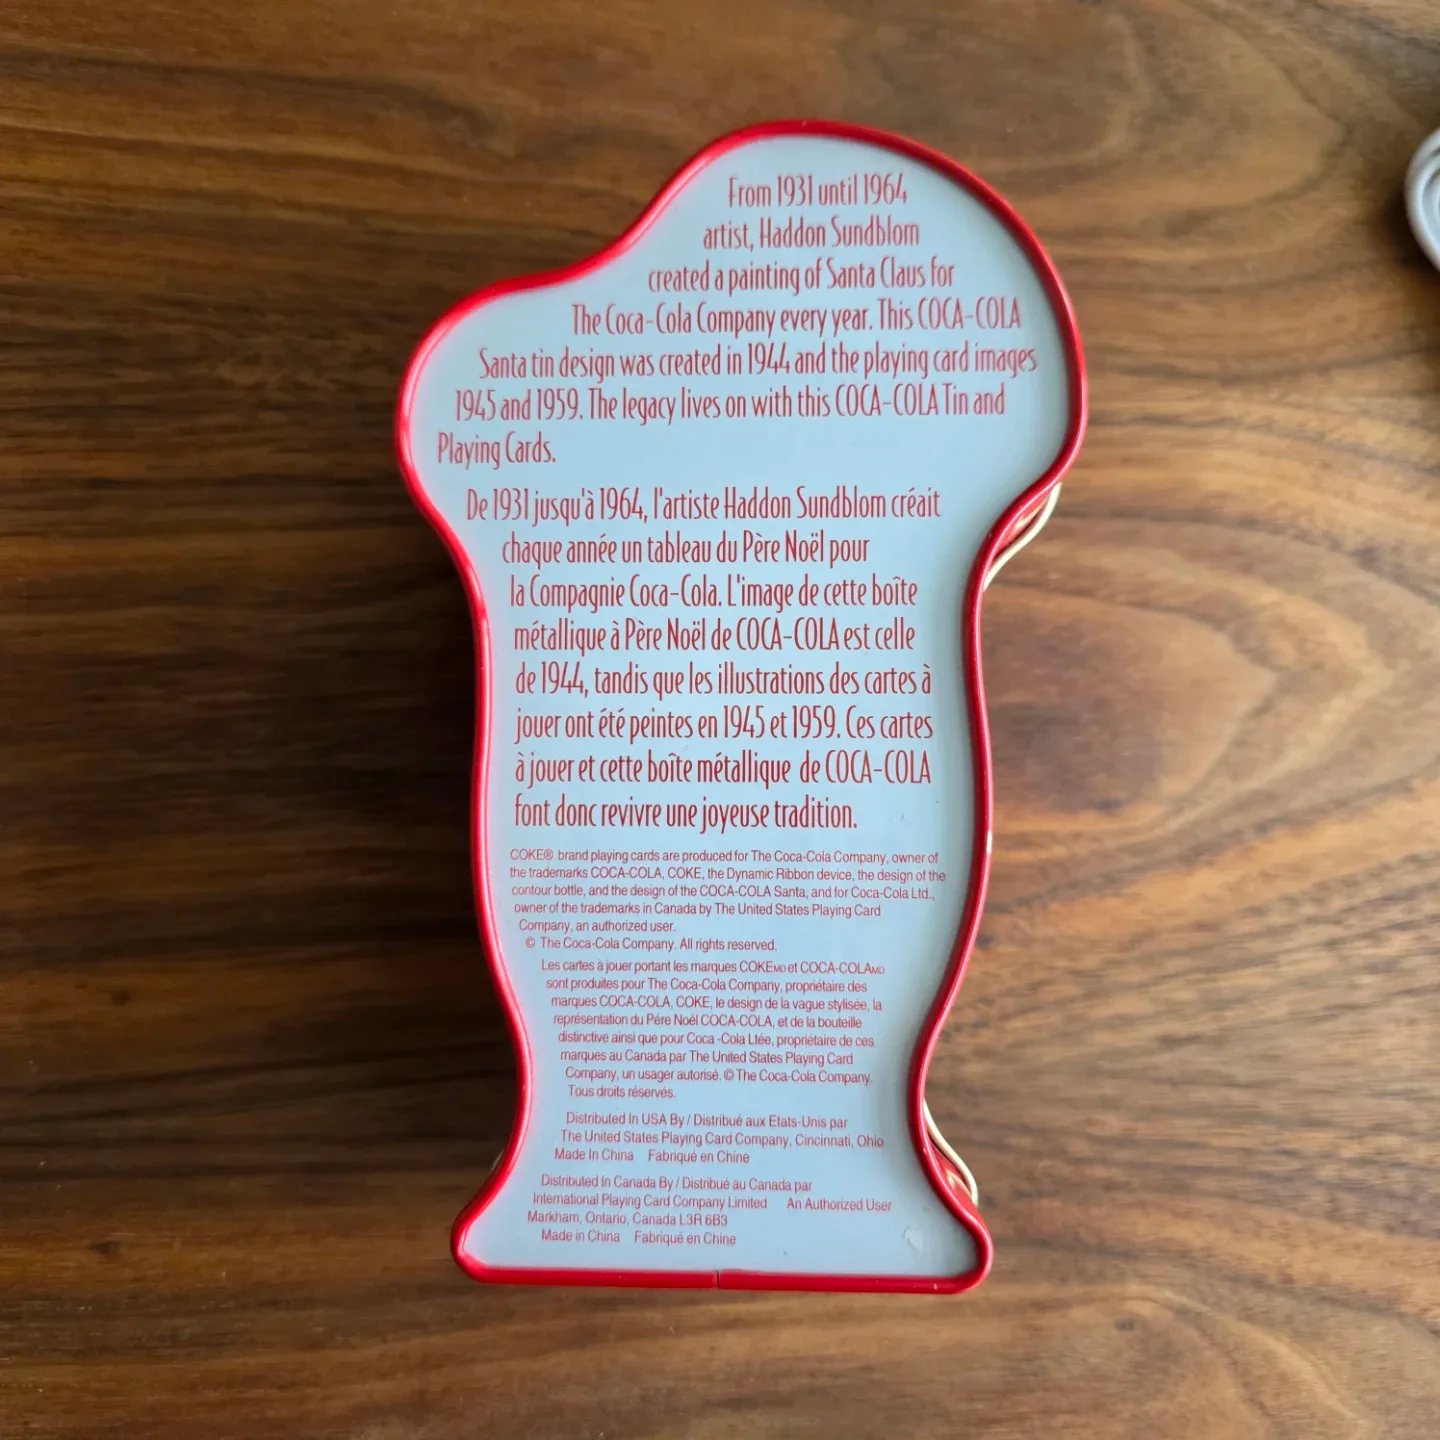 From 1931 until 1964
artist, Haddon Sundblom
created a painting of Santa Claus for
The Coca-Cola Company every year. This COCA-COLA
Santa tin design was created in 1944 and the playing card images
1945 and 1959. The legacy lives on with this COCA-COLA Tin and
Playing Cards.
De 1931 jusqu'à 1964, l'artiste Haddon Sundblom créait
chaque année un tableau du Père Noël pour
la Compagnie Coca-Cola. L'image de cette boîte
métallique à Père Noël de COCA-COLA est celle
de 1944, tandis que les illustrations des cartes à
jouer ont été peintes en 1945 et 1959. Ces cartes
à jouer et cette boîte métallique de COCA-COLA
font donc revivre une joyeuse tradition.
COKE® brand playing cards are produced for The Coca-Cola Company, owner of
the trademarks COCA-COLA, COKE, the Dynamic Ribbon device, the design of the
contour bottle, and the design of the COCA-COLA Santa, and for Coca-Cola Ltd.,
owner of the trademarks in Canada by The United States Playing Card
Company, an authorized user.
© The Coca-Cola Company. All rights reserved.
Les cartes à jouer portant les marques COKEMD et COCA-COLAMD
sont produites pour The Coca-Cola Company, propriétaire des
marques COCA-COLA, COKE, le design de la vague stylisée, la
représentation du Pére Noël COCA-COLA, et de la bouteille
distinctive ainsi que pour Coca -Cola Ltée, propriétaire de ces
marques au Canada par The United States Playing Card
Company, un usager autorisé. © The Coca-Cola Company.
Tous droits réservés.
Distributed In USA By / Distribué aux Etats-Unis par
The United States Playing Card Company, Cincinnati, Ohio
Made In China Fabriqué en Chine
Distributed In Canada By / Distribué au Canada par
International Playing Card Company Limited An Authorized User
Markham, Ontario, Canada L3R 6B3
Made in China Fabriqué en Chine